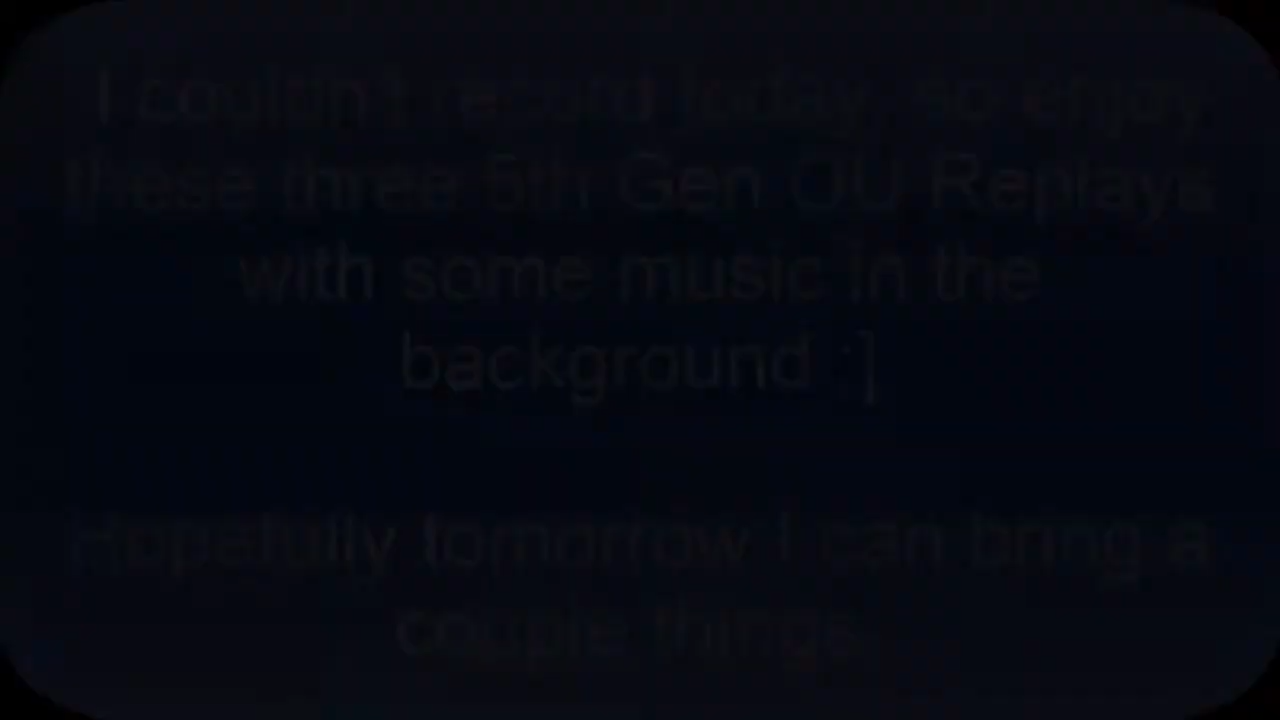 I couldn't record today, so enjoy
these three 5th Gen OU Replays
with some music in the
background :]
Hopefully tomorrow I can bring a
couple things.